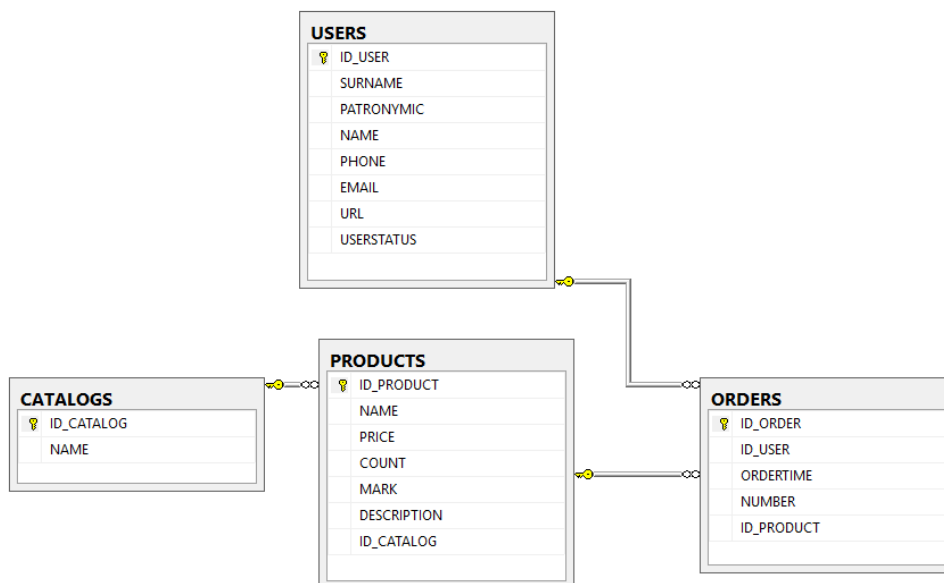 USERS
ID_USER
SURNAME
PATRONYMIC
NAME
PHONE
EMAIL
URL
USERSTATUS
CATALOGS
ID_CATALOG
NAME
PRODUCTS
ID_PRODUCT
NAME
PRICE
COUNT
MARK
DESCRIPTION
ID_CATALOG
ORDERS
ID_ORDER
ID_USER
ORDERTIME
NUMBER
ID_PRODUCT